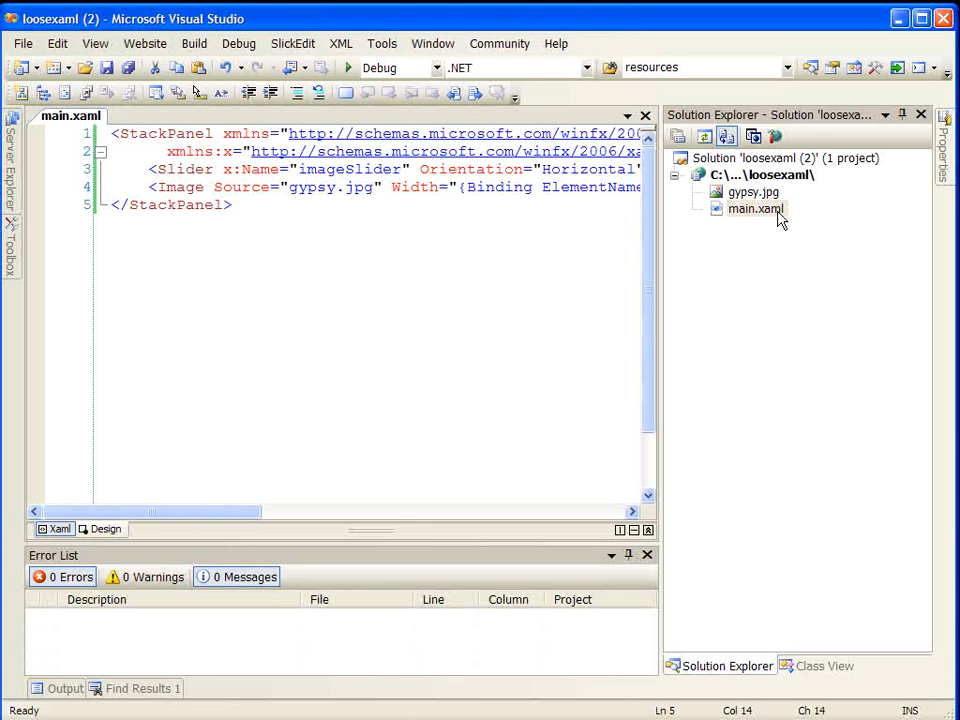 loosexaml (2) - Microsoft Visual Studio
File Edit View Website Build Debug SlickEdit XML Tools Window Community Help
Debug .NET resources
main.xaml
Solution Explorer - Solution 'loosexa...
1 <StackPanel xmlns="http://schemas.microsoft.com/winfx/200
2 xmlns:x="http://schemas.microsoft.com/winfx/2006/xa
3 <Slider x:Name="imageSlider" Orientation="Horizontal"
4 <Image Source="gypsy.jpg" Width="{Binding ElementName
5 </StackPanel>
Server Explorer
Toolbox
Solution 'loosexaml (2)' (1 project)
C:\...\loosexaml\
gypsy.jpg
main.xaml
Properties
Xaml Design
Error List
0 Errors 0 Warnings 0 Messages
Description File Line Column Project
Solution Explorer Class View
Output Find Results 1
Ready Ln 5 Col 14 Ch 14 INS